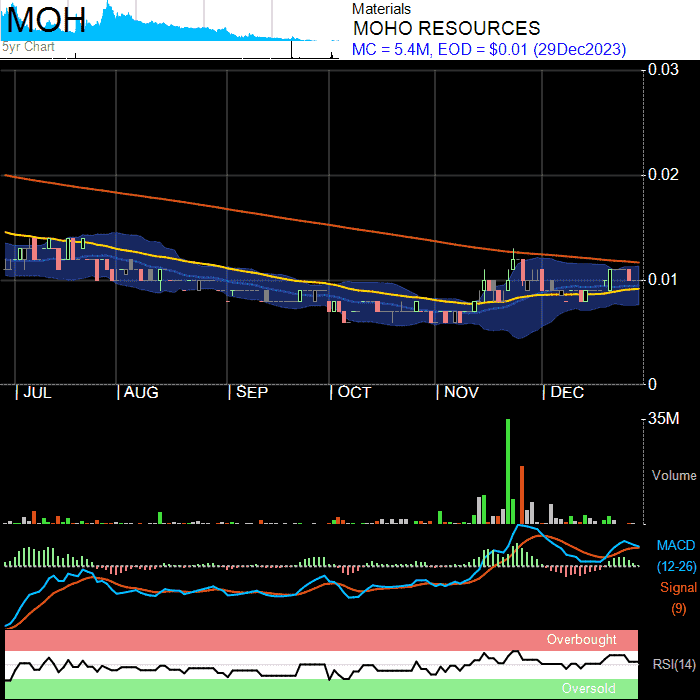 MOH
5yr Chart
Materials
MOHO RESOURCES
MC = 5.4M, EOD = $0.01 (29Dec2023)
0.03
0.02
0.01
0
JUL AUG SEP OCT NOV DEC
35M
Volume
MACD
(12-26)
Signal
(9)
Overbought
RSI(14)
Oversold